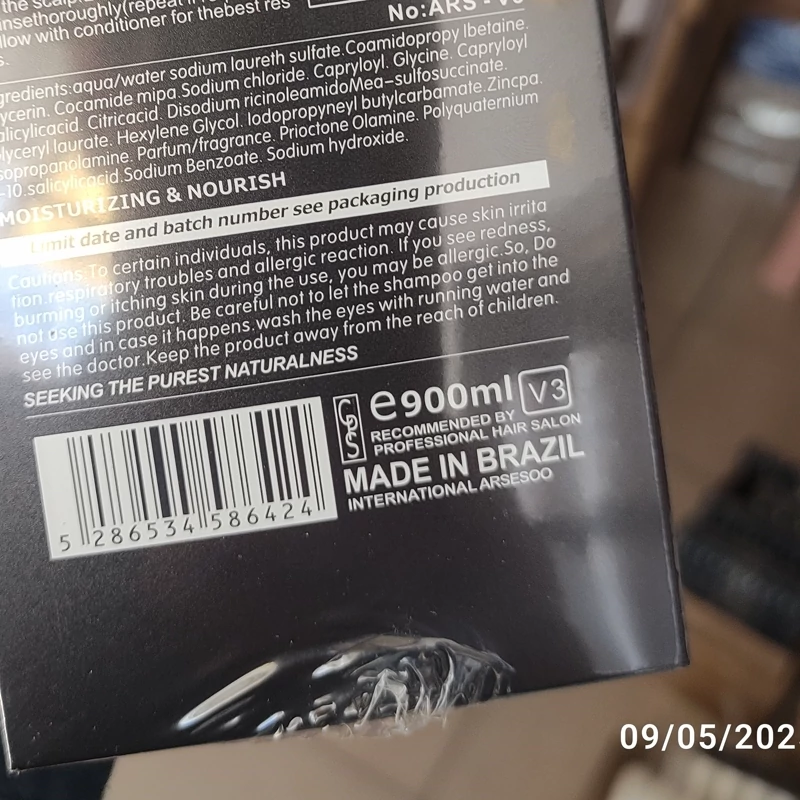 the scalp
nsethoroughly(repeat if
llow with conditioner for thebest res
s.
No:ARS - V3
gredients:aqua/water sodium laureth sulfate.Coamidopropy lbetaine.
ycerin. Cocamide mipa.Sodium chloride. Capryloyl. Glycine. Capryloyl
alicylicacid. Citricacid. Disodium ricinoleamidoMea-sulfosuccinate.
lyceryl laurate. Hexylene Glycol. Iodopropyneyl butylcarbamate.Zincpa.
sopropanolamine. Parfum/fragrance. Prioctone Olamine. Polyquaternium
-10.salicylicacid.Sodium Benzoate. Sodium hydroxide.
MOISTURIZING & NOURISH
Limit date and batch number see packaging production
Cautions:To certain individuals, this product may cause skin irrita
tion.respiratory troubles and allergic reaction. If you see redness,
burming or itching skin during the use, you may be allergic.So, Do
not use this product. Be careful not to let the shampoo get into the
eyes and in case it happens.wash the eyes with running water and
see the doctor.Keep the product away from the reach of children.
SEEKING THE PUREST NATURALNESS
5 286534 586424
GPS
e900ml V3
RECOMMENDED BY
PROFESSIONAL HAIR SALON
MADE IN BRAZIL
INTERNATIONAL ARSESOO
09/05/202